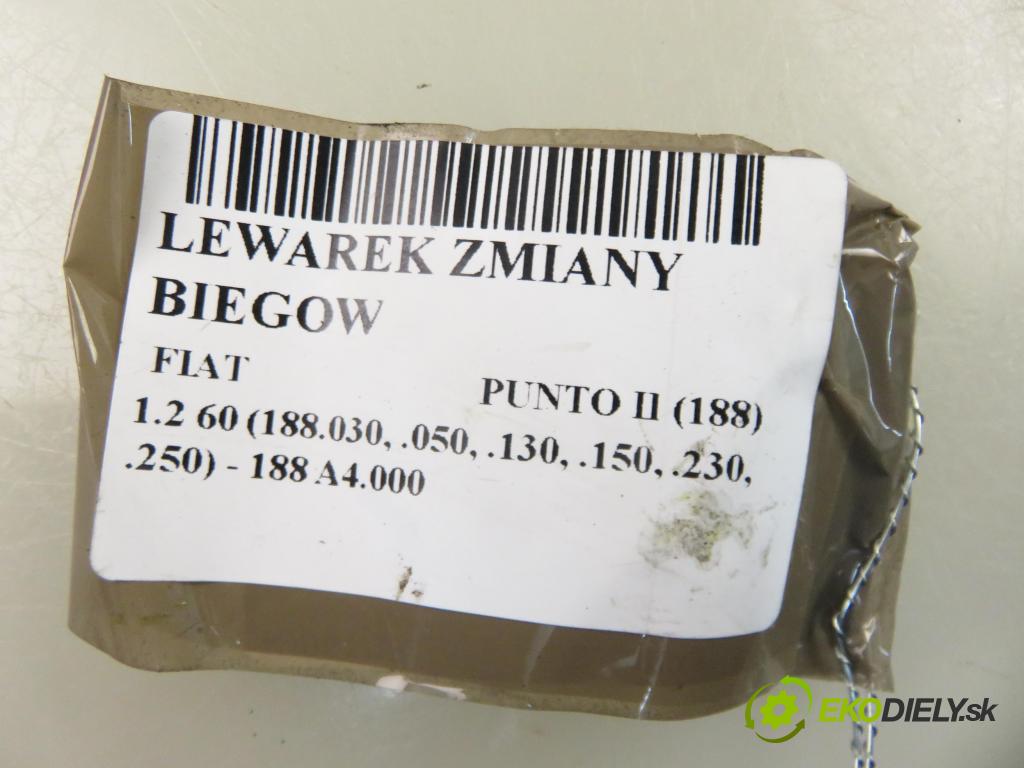 LEWAREK ZMIANY
BIEGOW
FIAT PUNTO II (188)
1.2 60 (188.030, .050, .130, .150, .230,
.250) - 188 A4.000
EKODIELY.sk